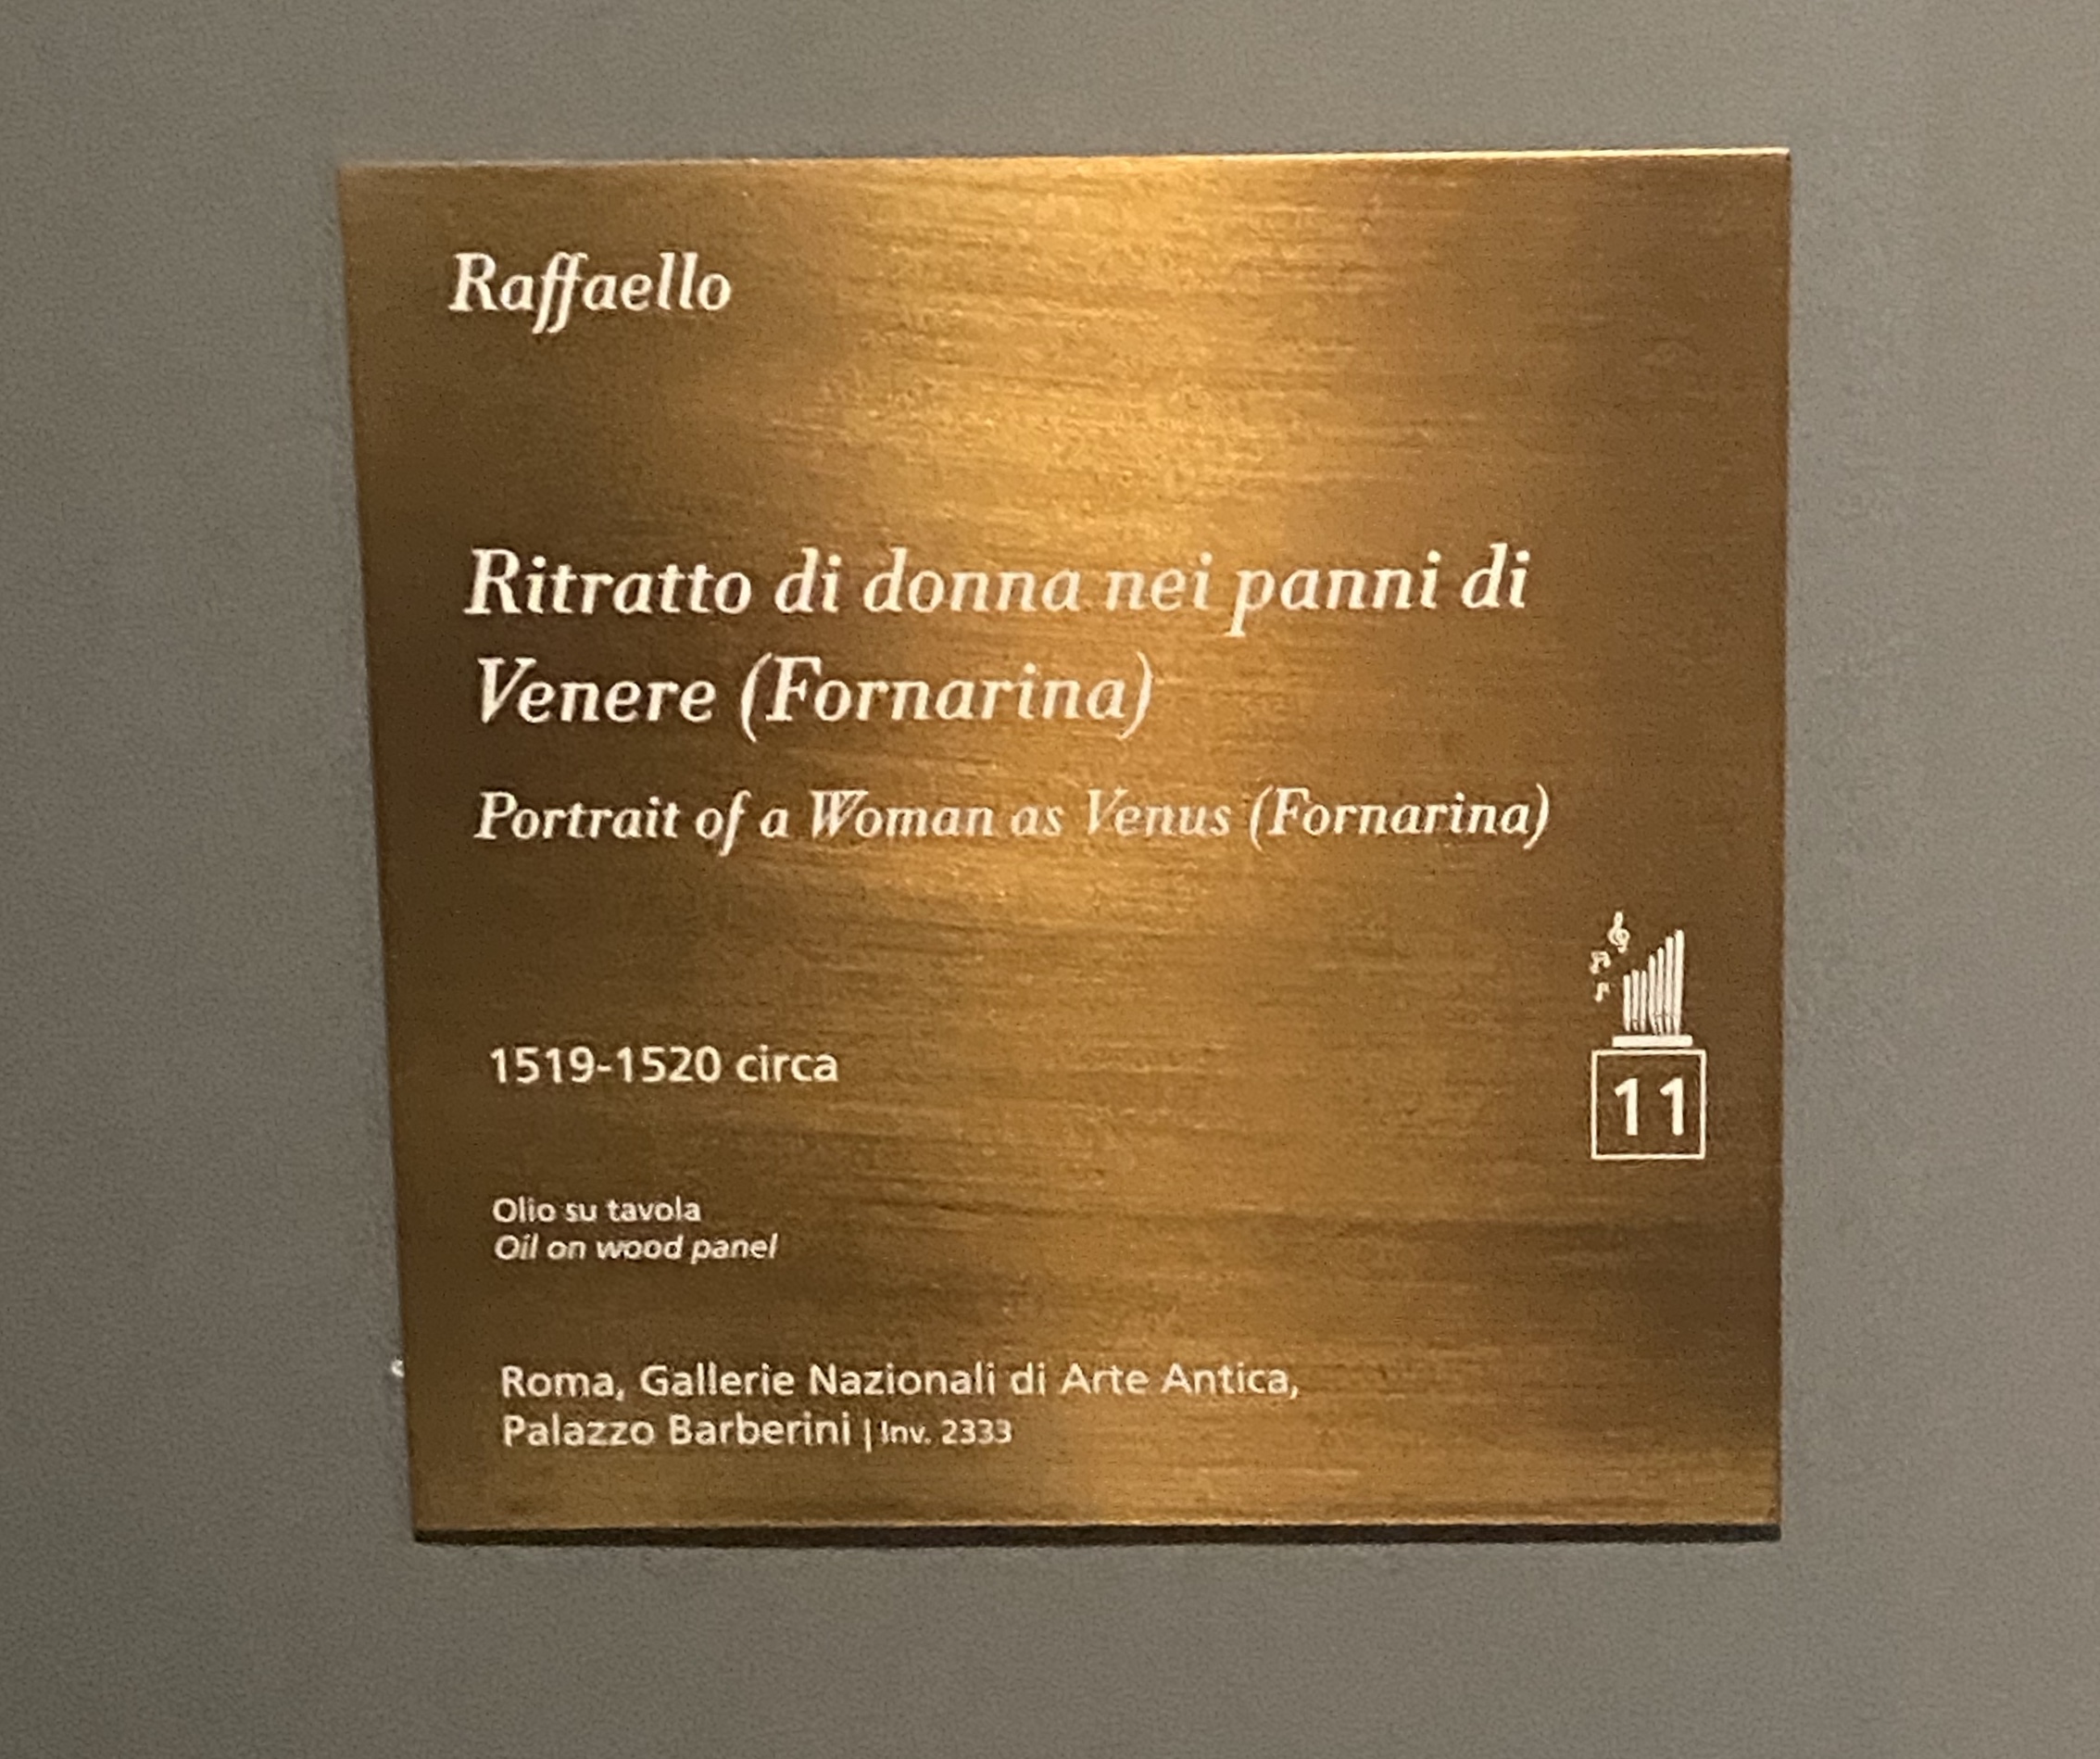 Raffaello
Ritratto di donna nei panni di
Venere (Fornarina)
Portrait of a Woman as Venus (Fornarina)
1519-1520 circa
11
Olio su tavola
Oil on wood panel
Roma, Gallerie Nazionali di Arte Antica,
Palazzo Barberini | Inv. 2333